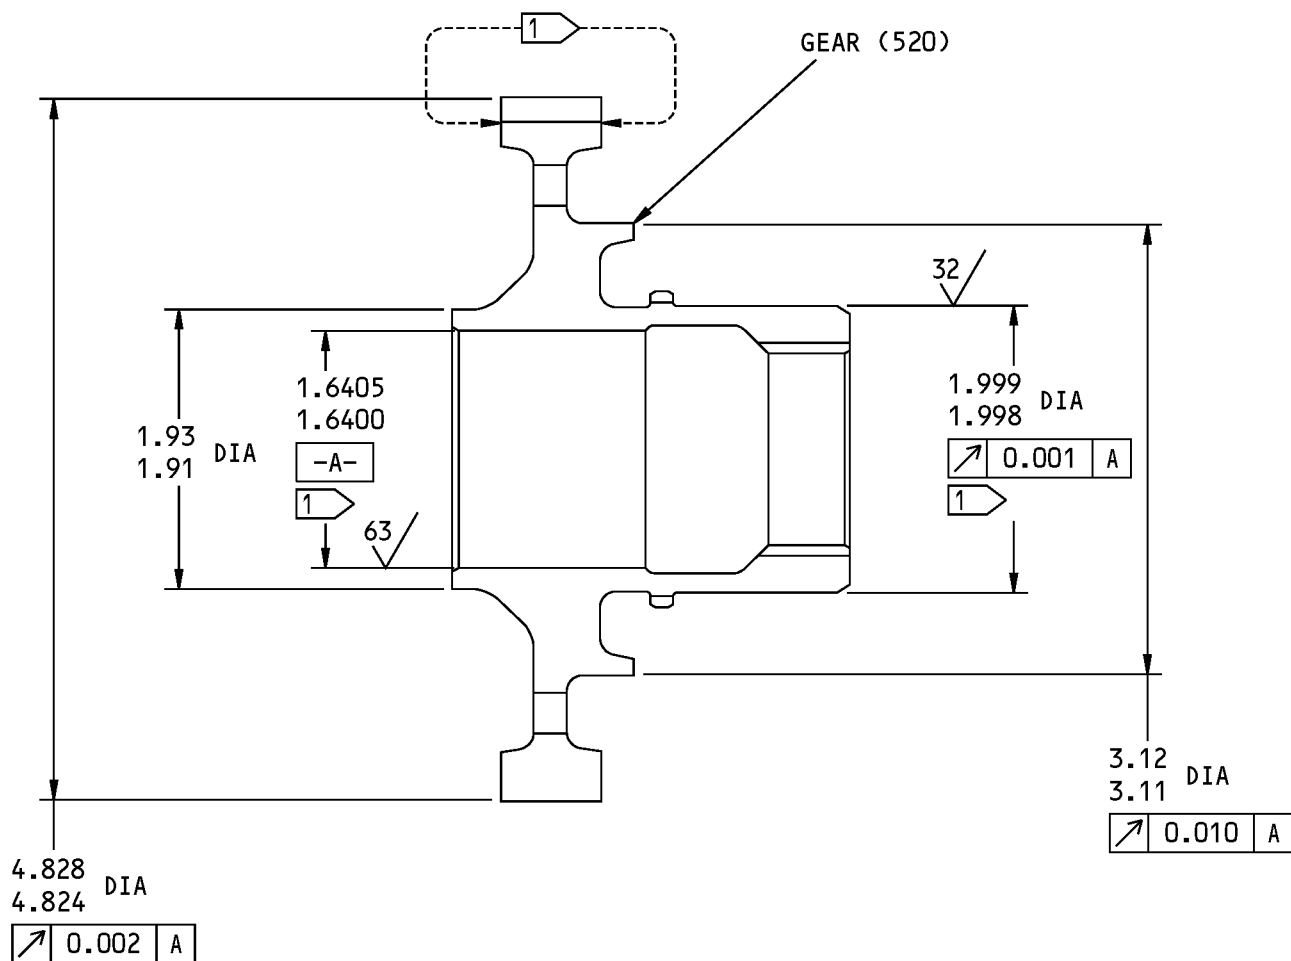 1
GEAR (520)
32
1.6405
1.6400
-A-
1
63
1.93
1.91
DIA
1.999
1.998
DIA
0.001 A
1
3.12
3.11
DIA
0.010 A
4.828
4.824
DIA
0.002 A